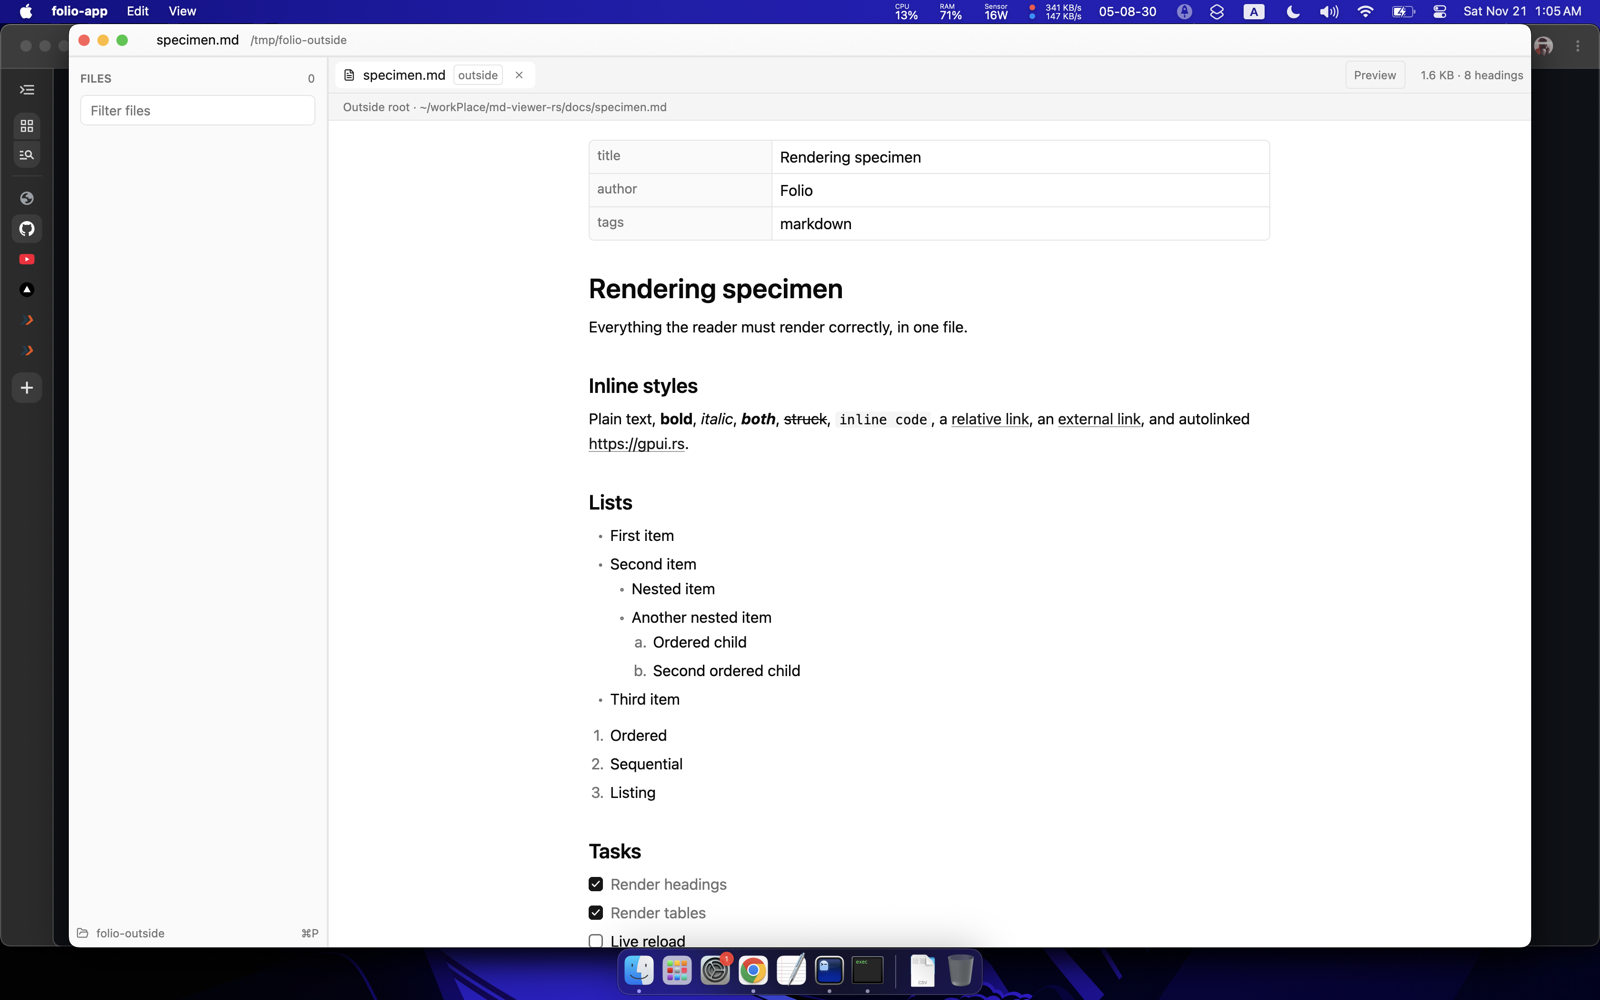 folio-app Edit View
CPU 13% RAM 71% Sensor 16W 341 KB/s 147 KB/s 05-08-30 A Sat Nov 21 1:05 AM
specimen.md /tmp/folio-outside
FILES 0
Filter files
specimen.md outside
Preview 1.6 KB · 8 headings
Outside root · ~/workPlace/md-viewer-rs/docs/specimen.md
title Rendering specimen
author Folio
tags markdown
Rendering specimen
Everything the reader must render correctly, in one file.
Inline styles
Plain text, bold, italic, both, struck, inline code, a relative link, an external link, and autolinked
https://gpui.rs.
Lists
• First item
• Second item
• Nested item
• Another nested item
a. Ordered child
b. Second ordered child
• Third item
1. Ordered
2. Sequential
3. Listing
Tasks
Render headings
Render tables
Live reload
folio-outside ⌘P
1
exec
CSV